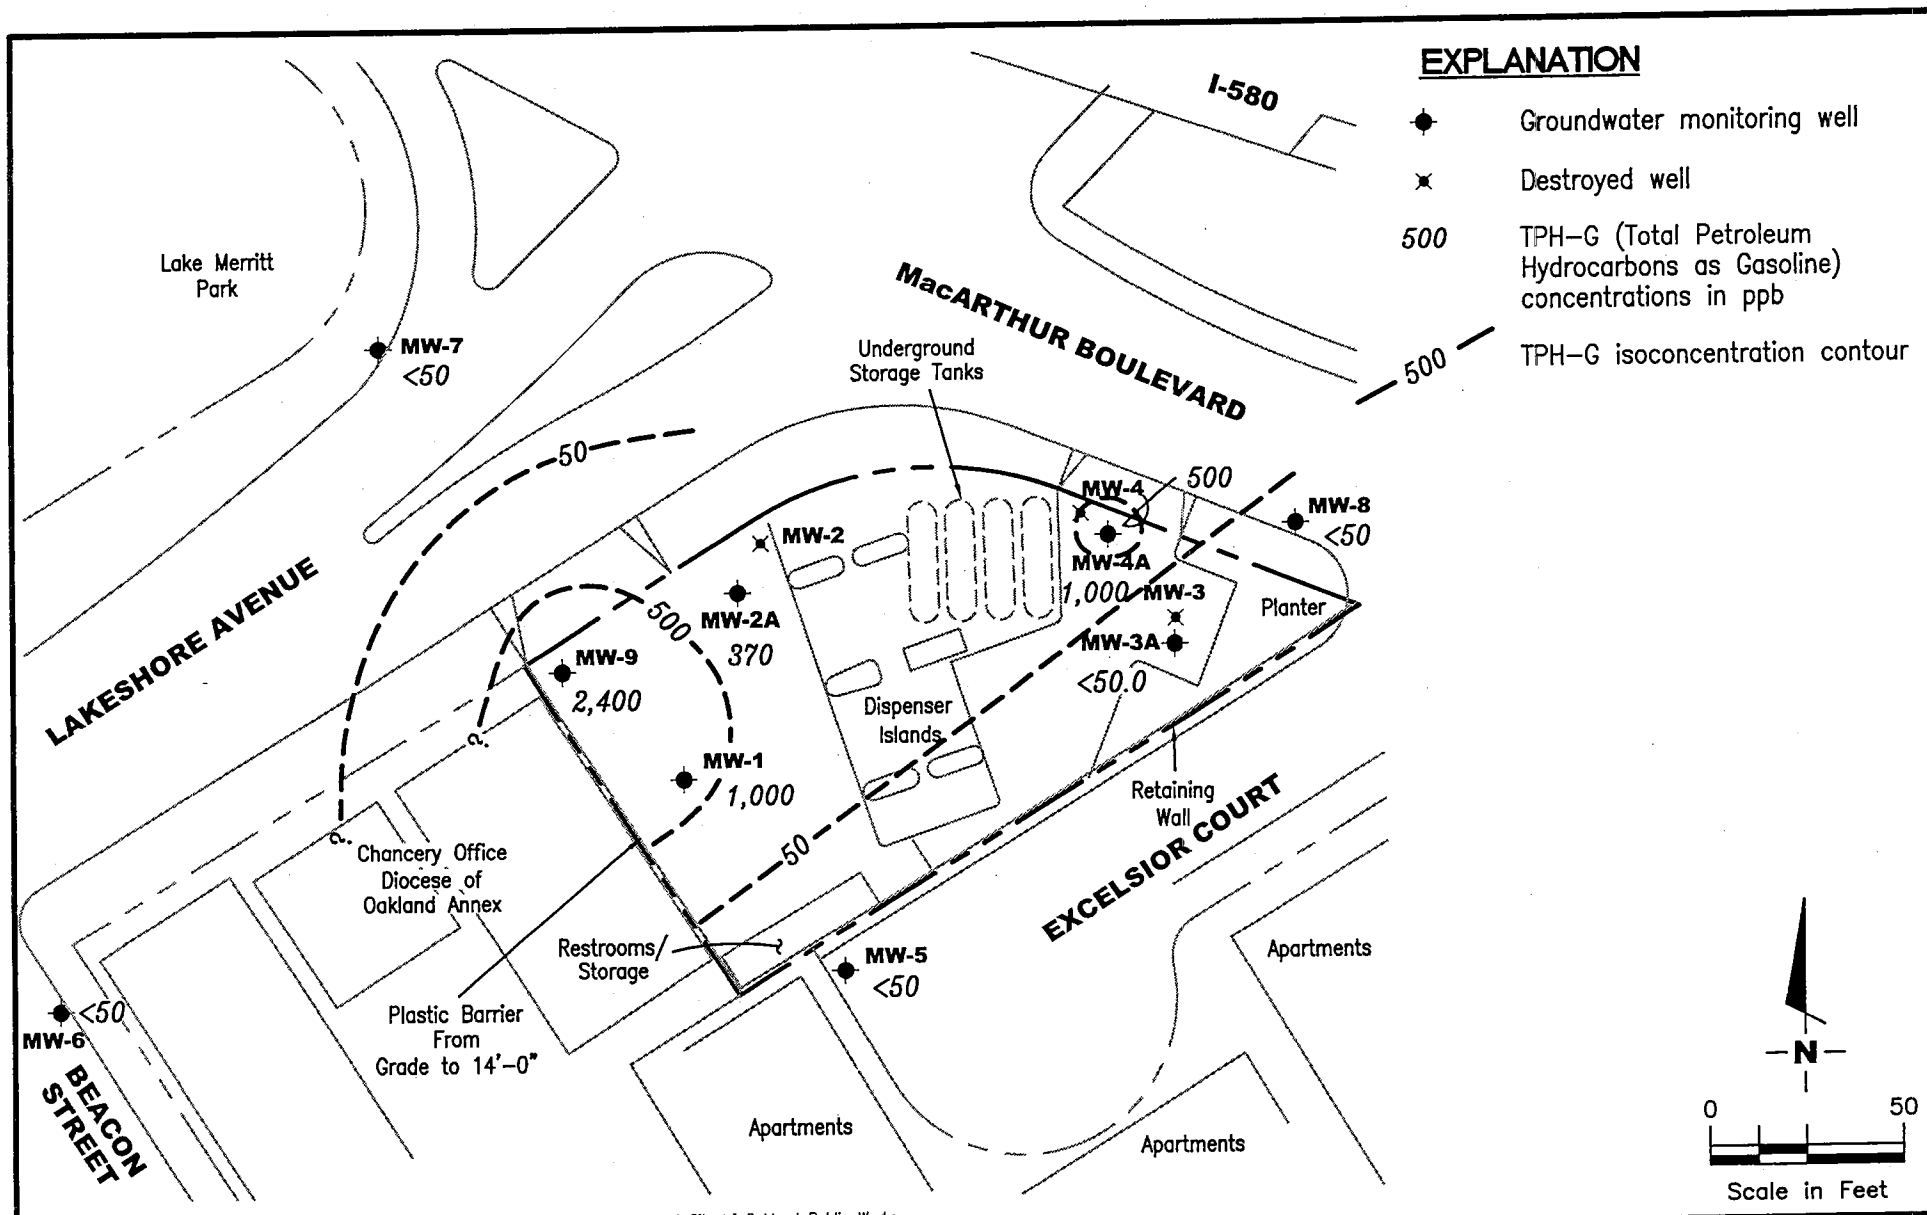 EXPLANATION
Groundwater monitoring well
Destroyed well
500
TPH-G (Total Petroleum
Hydrocarbons as Gasoline)
concentrations in ppb
500
TPH-G isoconcentration contour
I-580
Lake Merritt
Park
MacARTHUR BOULEVARD
MW-7
<50
Underground
Storage Tanks
50
MW-4
500
MW-8
<50
MW-2
MW-4A
1,000
MW-3
Planter
LAKESHORE AVENUE
500
MW-2A
370
MW-9
2,400
MW-3A
<50.0
Dispenser
Islands
?
MW-1
1,000
Retaining
Wall
?
50
Chancery Office
Diocese of
Oakland Annex
EXCELSIOR COURT
Restrooms/
Storage
MW-5
<50
Apartments
<50
MW-6
Plastic Barrier
From
Grade to 14'-0"
BEACON
STREET
Apartments
Apartments
N
0 50
Scale in Feet